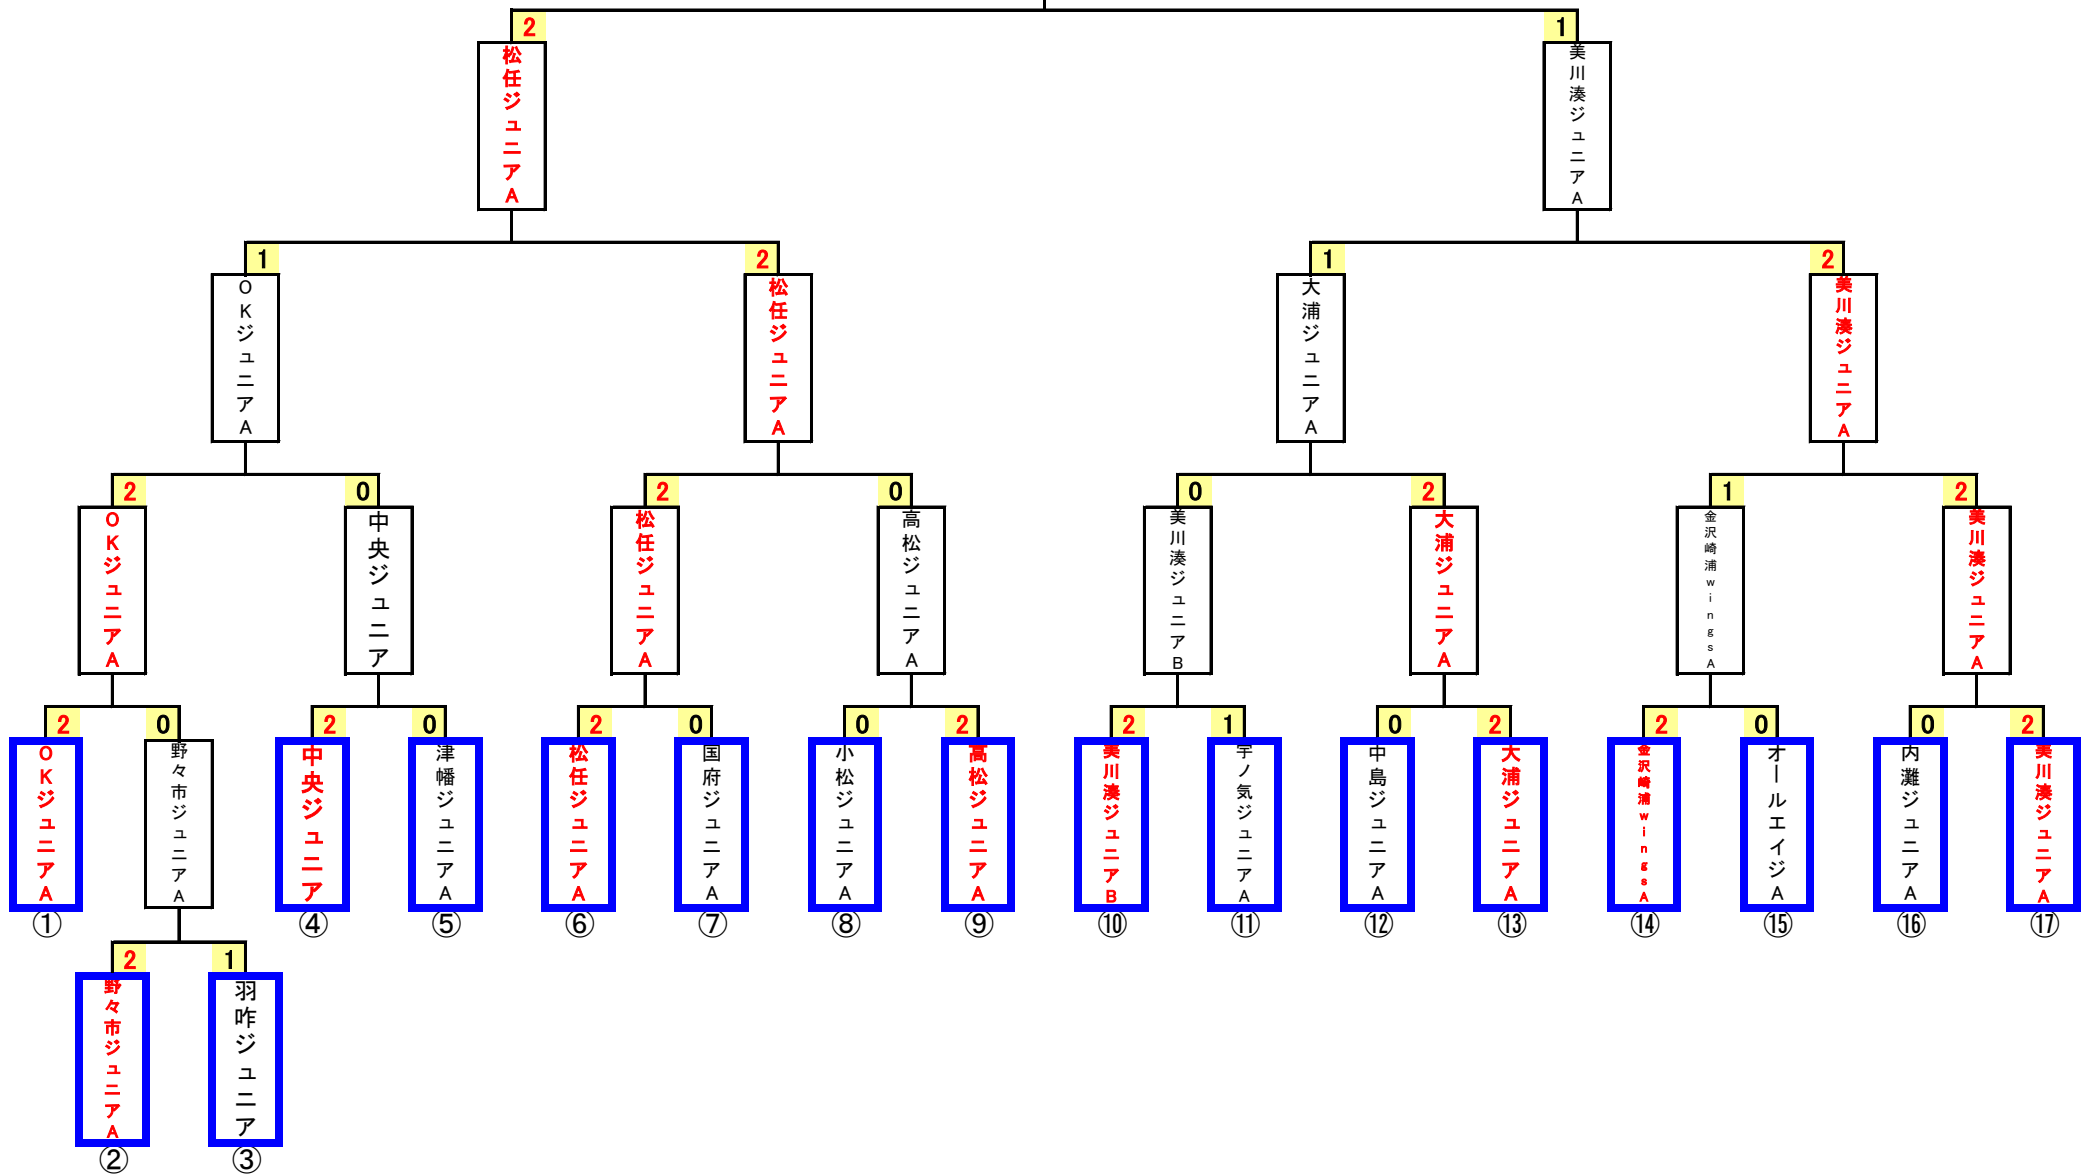 2
1
松任ジュニアA
美川湊ジュニアA
1
2
1
2
OKジュニアA
松任ジュニアA
大浦ジュニアA
美川湊ジュニアA
2
0
2
0
0
2
1
2
OKジュニアA
中央ジュニア
松任ジュニアA
高松ジュニアA
美川湊ジュニアB
大浦ジュニアA
金沢崎浦wingsA
美川湊ジュニアA
2
0
2
0
2
0
0
2
2
1
0
2
2
0
0
2
OKジュニアA
野々市ジュニアA
中央ジュニア
津幡ジュニアA
松任ジュニアA
国府ジュニアA
小松ジュニアA
高松ジュニアA
美川湊ジュニアB
宇ノ気ジュニアA
中島ジュニアA
大浦ジュニアA
金沢崎浦wingsA
オールエイジA
内灘ジュニアA
美川湊ジュニアA
①
④
⑤
⑥
⑦
⑧
⑨
⑩
⑪
⑫
⑬
⑭
⑮
⑯
⑰
2
1
野々市ジュニアA
羽咋ジュニア
②
③